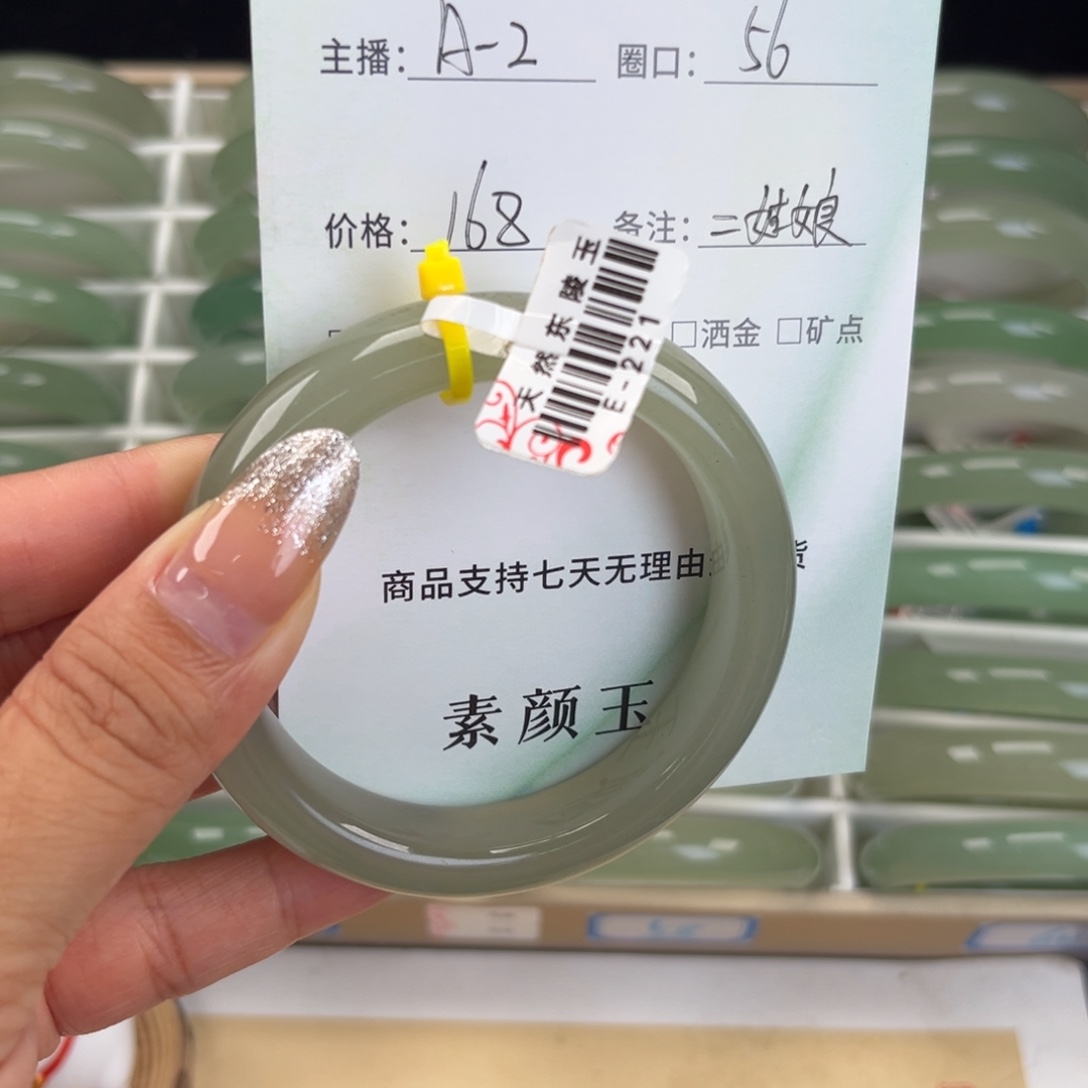 主播： A-2 圈口： 56
价格： 168 备注： 二姑娘
□洒金 □矿点
天然东陵玉
E-221
商品支持七天无理由
货
素颜玉